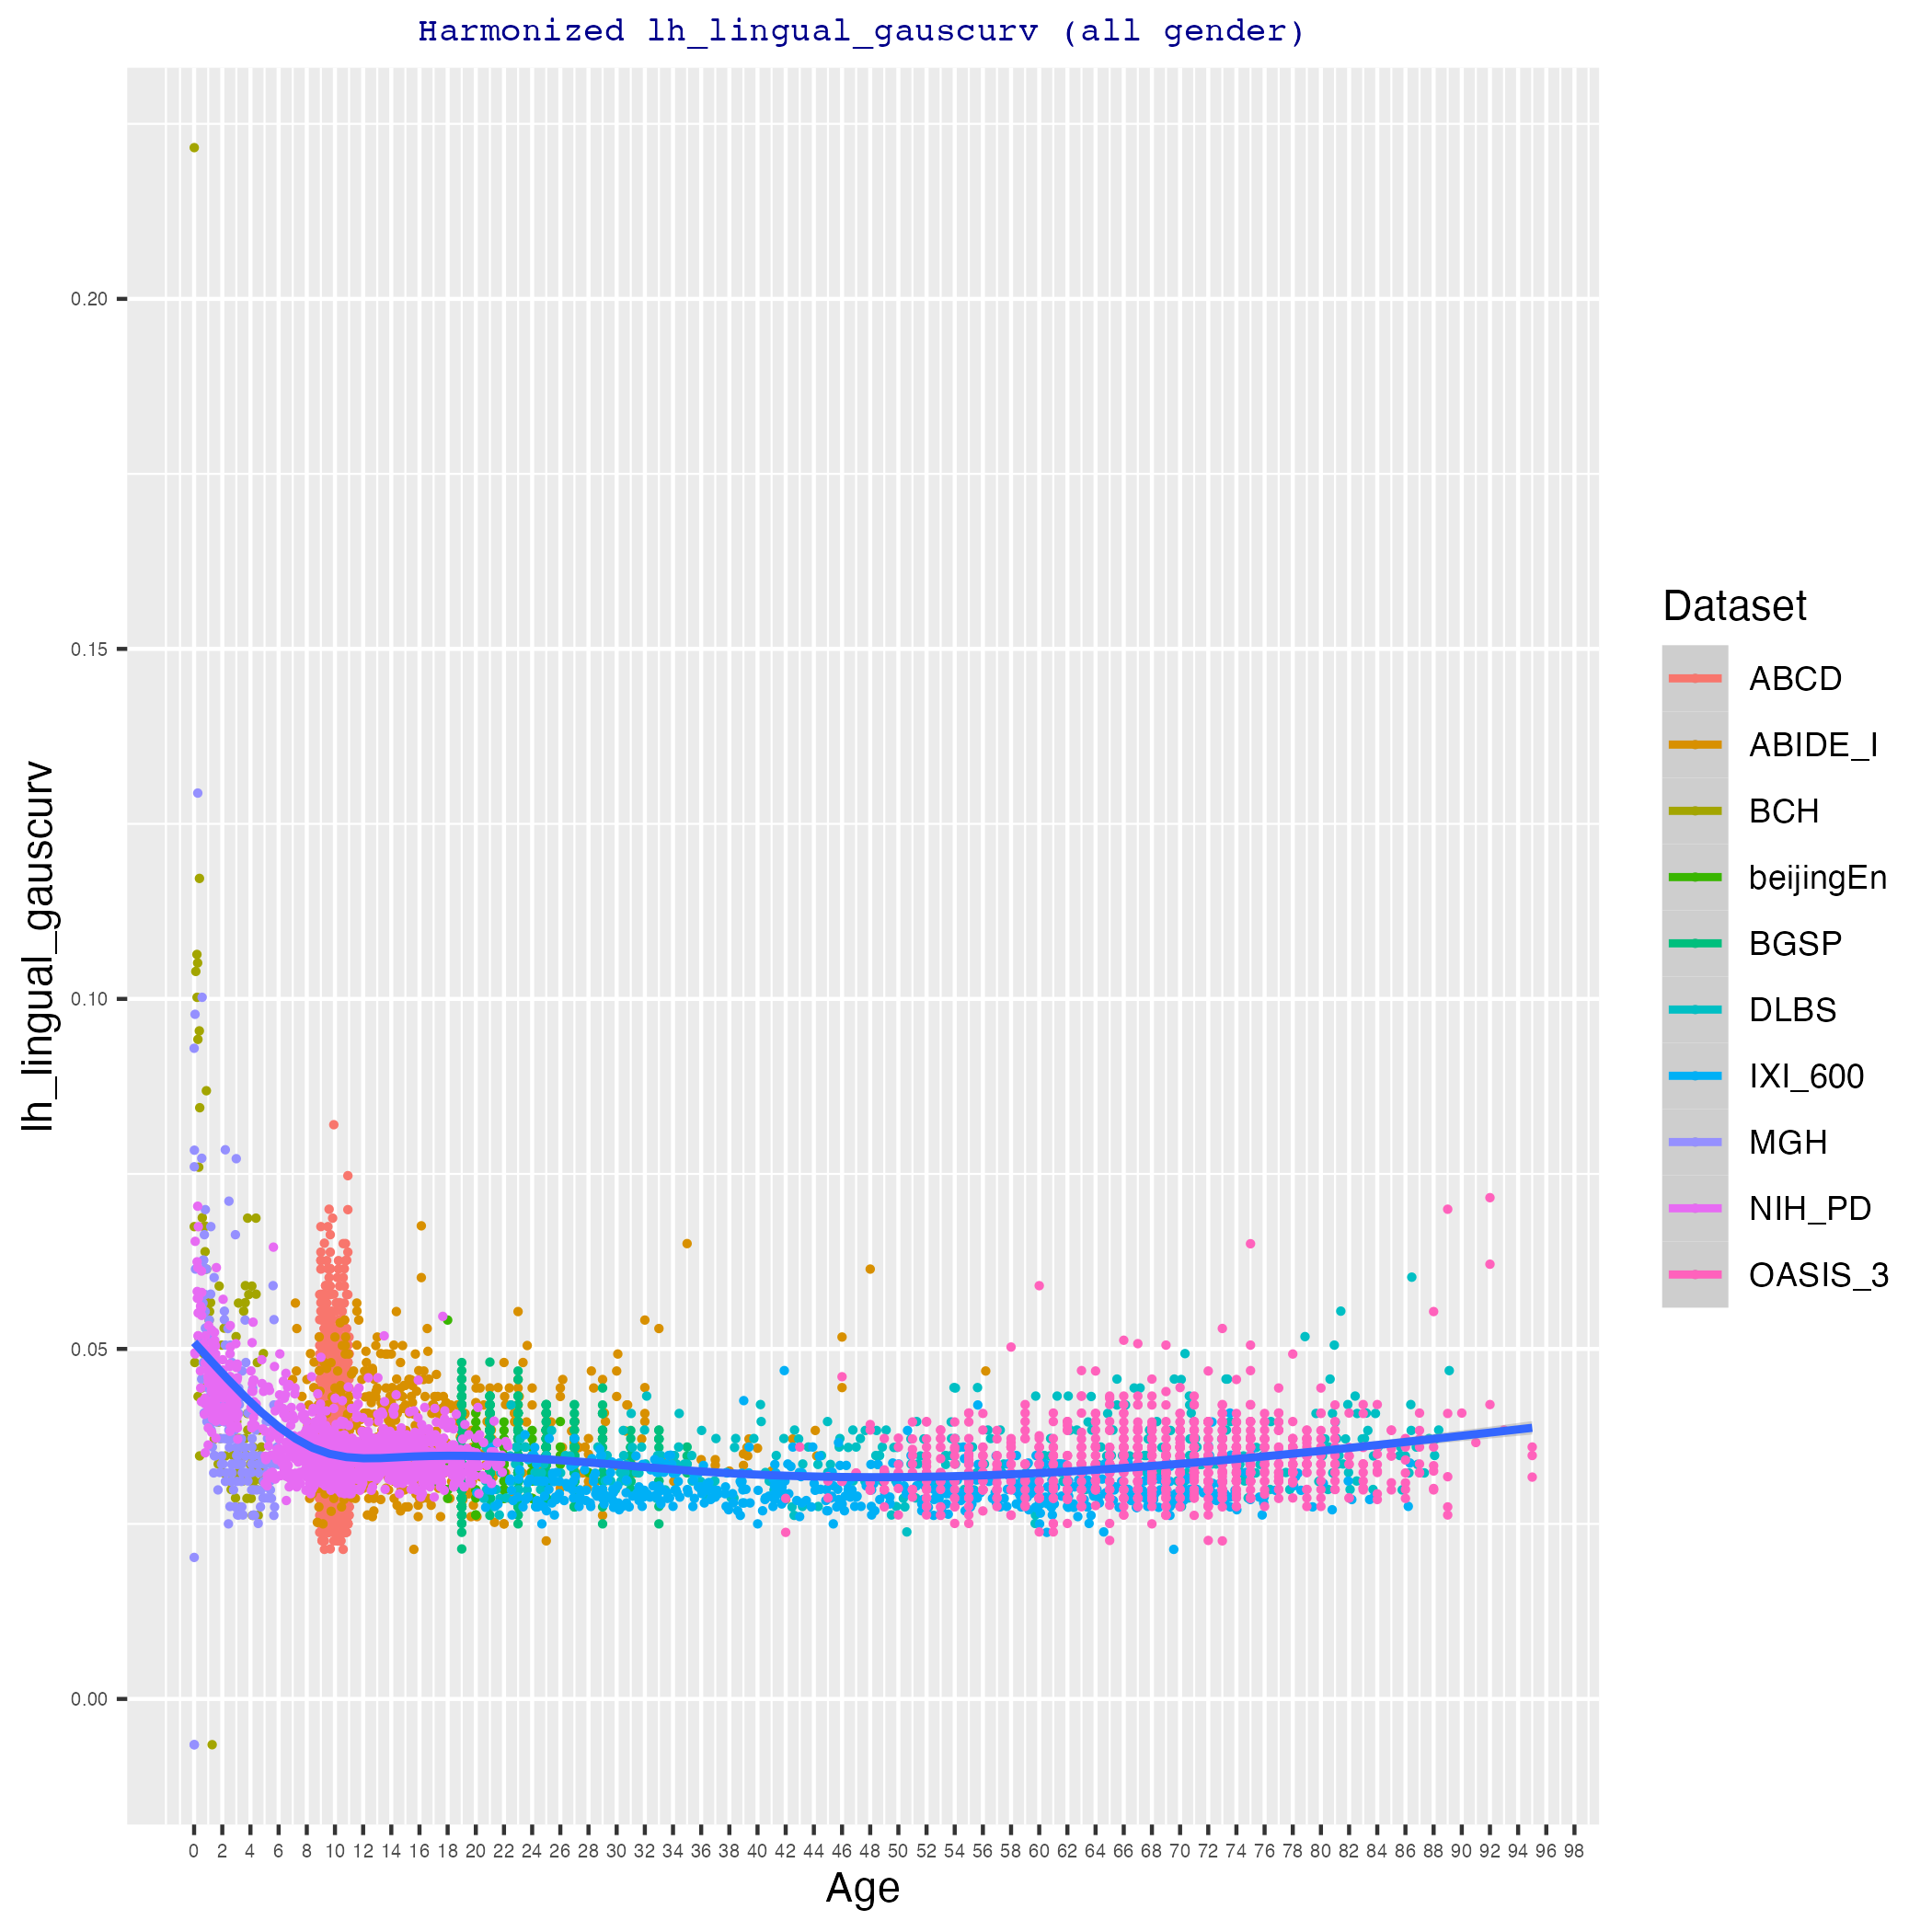 Harmonized lh_lingual_gauscurv (all gender)
lh_lingual_gauscurv
0.20
0.15
0.10
0.05
0.00
0 2 4 6 8 10 12 14 16 18 20 22 24 26 28 30 32 34 36 38 40 42 44 46 48 50 52 54 56 58 60 62 64 66 68 70 72 74 76 78 80 82 84 86 88 90 92 94 96 98
Age
Dataset
ABCD
ABIDE_I
BCH
beijingEn
BGSP
DLBS
IXI_600
MGH
NIH_PD
OASIS_3